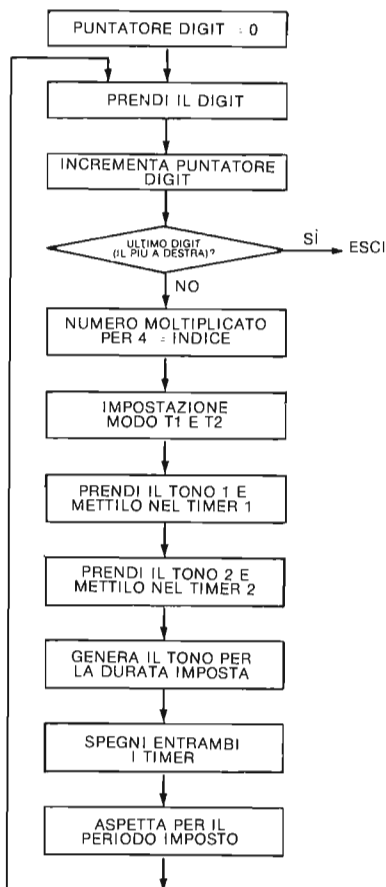 PUNTATORE DIGIT = 0
PRENDI IL DIGIT
INCREMENTA PUNTATORE
DIGIT
ULTIMO DIGIT
(IL PIÙ A DESTRA)?
SÌ
ESCI
NO
NUMERO MOLTIPLICATO
PER 4 = INDICE
IMPOSTAZIONE
MODO T1 E T2
PRENDI IL TONO 1 E
METTILO NEL TIMER 1
PRENDI IL TONO 2 E
METTILO NEL TIMER 2
GENERA IL TONO PER
LA DURATA IMPOSTA
SPEGNI ENTRAMBI
I TIMER
ASPETTA PER IL
PERIODO IMPOSTO